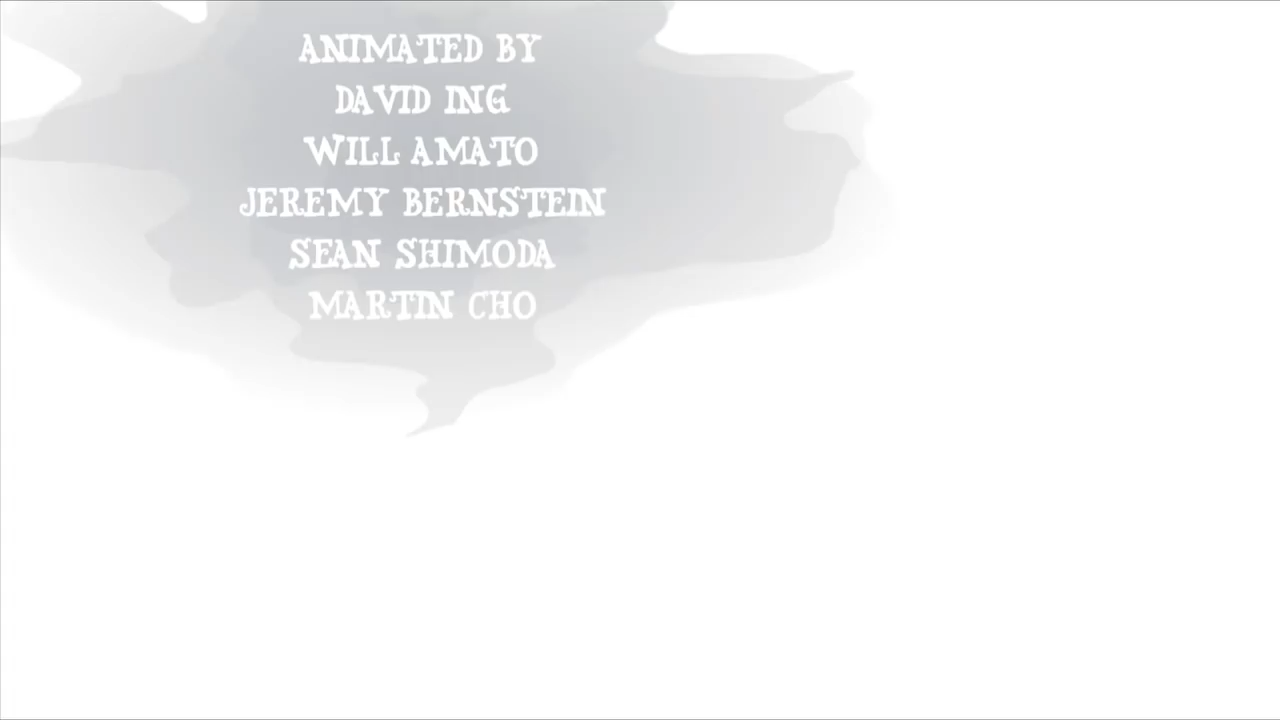 ANIMATED BY
DAVID ING
WILL AMATO
JEREMY BERNSTEIN
SEAN SHIMODA
MARTIN CHO